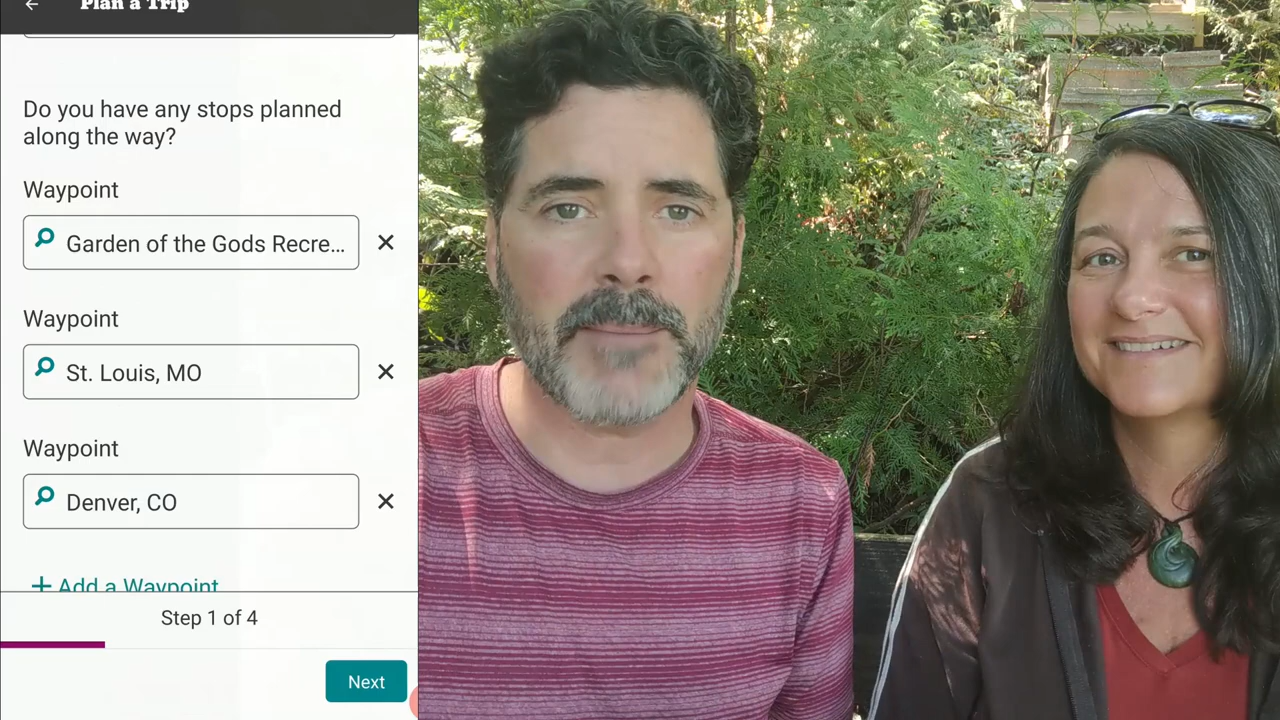 Plan a Trip
Do you have any stops planned
along the way?
Waypoint
Garden of the Gods Recre...
Waypoint
St. Louis, MO
Waypoint
Denver, CO
+ Add a Waypoint
Step 1 of 4
Next